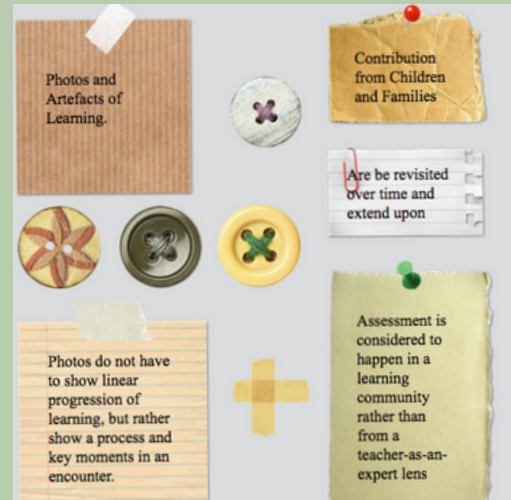 Photos and
Artefacts of
Learning.
Contribution
from Children
and Families
Are be revisited
over time and
extend upon
Photos do not have
to show linear
progression of
learning, but rather
show a process and
key moments in an
encounter.
Assessment is
considered to
happen in a
learning
community
rather than
from a
teacher-as-an-
expert lens